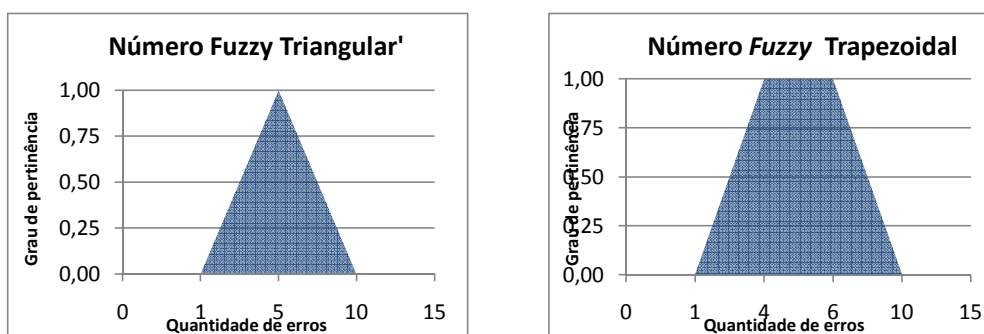 Número Fuzzy Triangular'
1,00
0,75
0,50
0,25
0,00
Grau de pertinência
0 1 5 10 15
Quantidade de erros
Número Fuzzy Trapezoidal
1,00
0,75
0,50
0,25
0,00
Grau de pertinência
0 1 4 6 10 15
Quantidade de erros